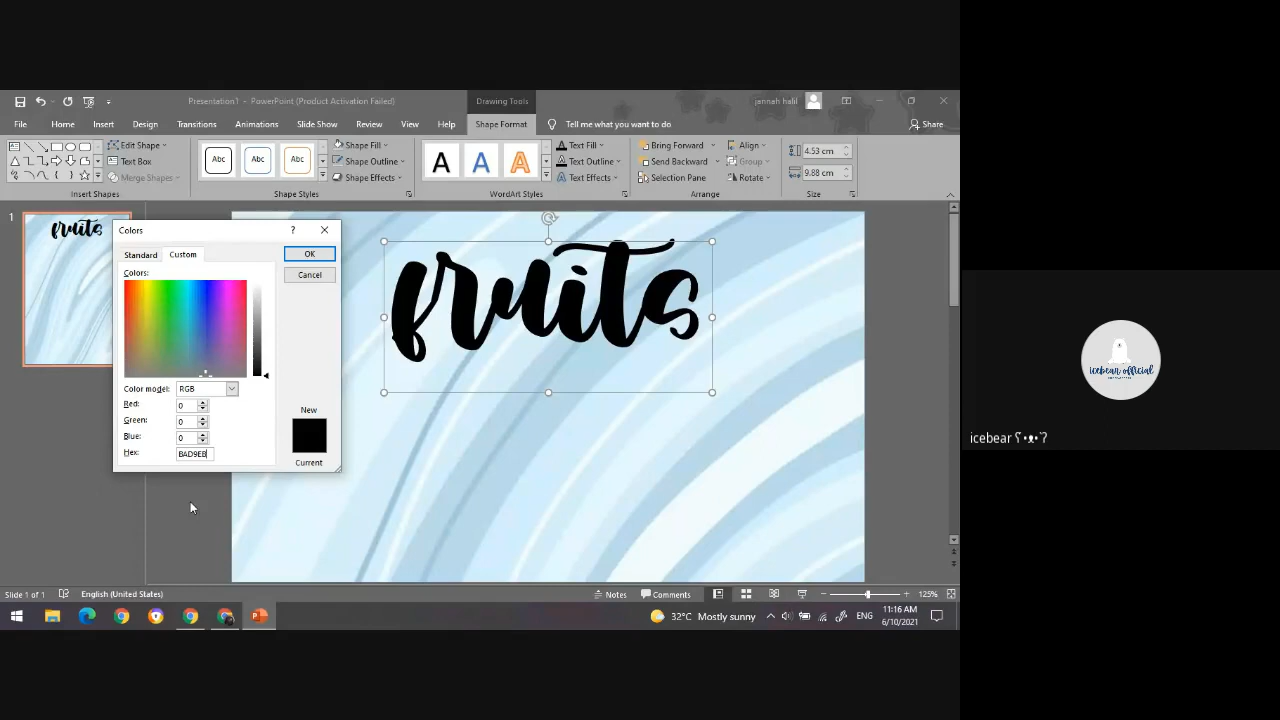 Presentation1 - PowerPoint (Product Activation Failed)
Drawing Tools
jannah halil
File Home Insert Design Transitions Animations Slide Show Review View Help Shape Format Tell me what you want to do Share
Edit Shape
Text Box
Merge Shapes
Insert Shapes
Abc Abc Abc
Shape Fill
Shape Outline
Shape Effects
Shape Styles
A A A
Text Fill
Text Outline
Text Effects
WordArt Styles
Bring Forward
Send Backward
Selection Pane
Align
Group
Rotate
Arrange
4.53 cm
9.88 cm
Size
1
fruits
Colors
?
Standard Custom
OK
Cancel
Colors:
Color model: RGB
Red: 0
Green: 0
Blue: 0
Hex: BAD9EB
New
Current
fruits
icebear official
icebear ʕ´•ᴥ•`ʔ
Slide 1 of 1 English (United States) Notes Comments 125%
32°C Mostly sunny ENG 11:16 AM
6/10/2021